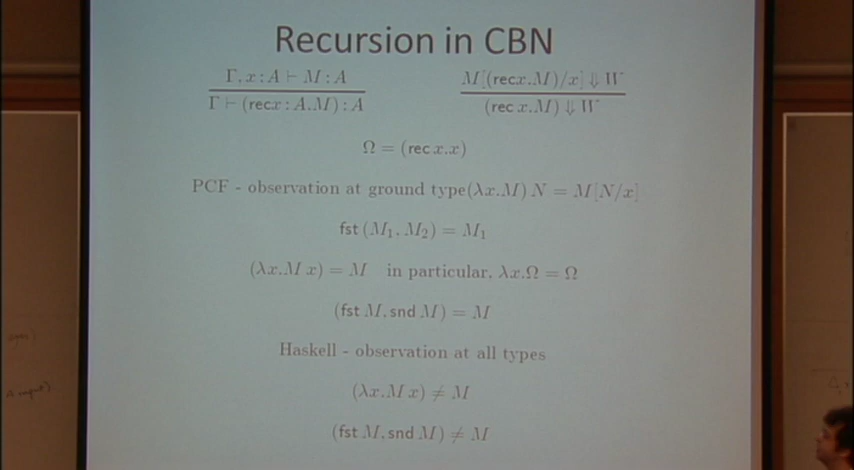 Recursion in CBN
Γ, x : A ⊢ M : A
Γ ⊢ (rec x : A.M) : A
M[(rec x.M)/x] ⇓ W
(rec x.M) ⇓ W
Ω = (rec x.x)
PCF - observation at ground type(λx.M) N = M[N/x]
fst (M₁, M₂) = M₁
(λx.M x) = M in particular, λx.Ω = Ω
(fst M, snd M) = M
Haskell - observation at all types
(λx.M x) ≠ M
(fst M, snd M) ≠ M